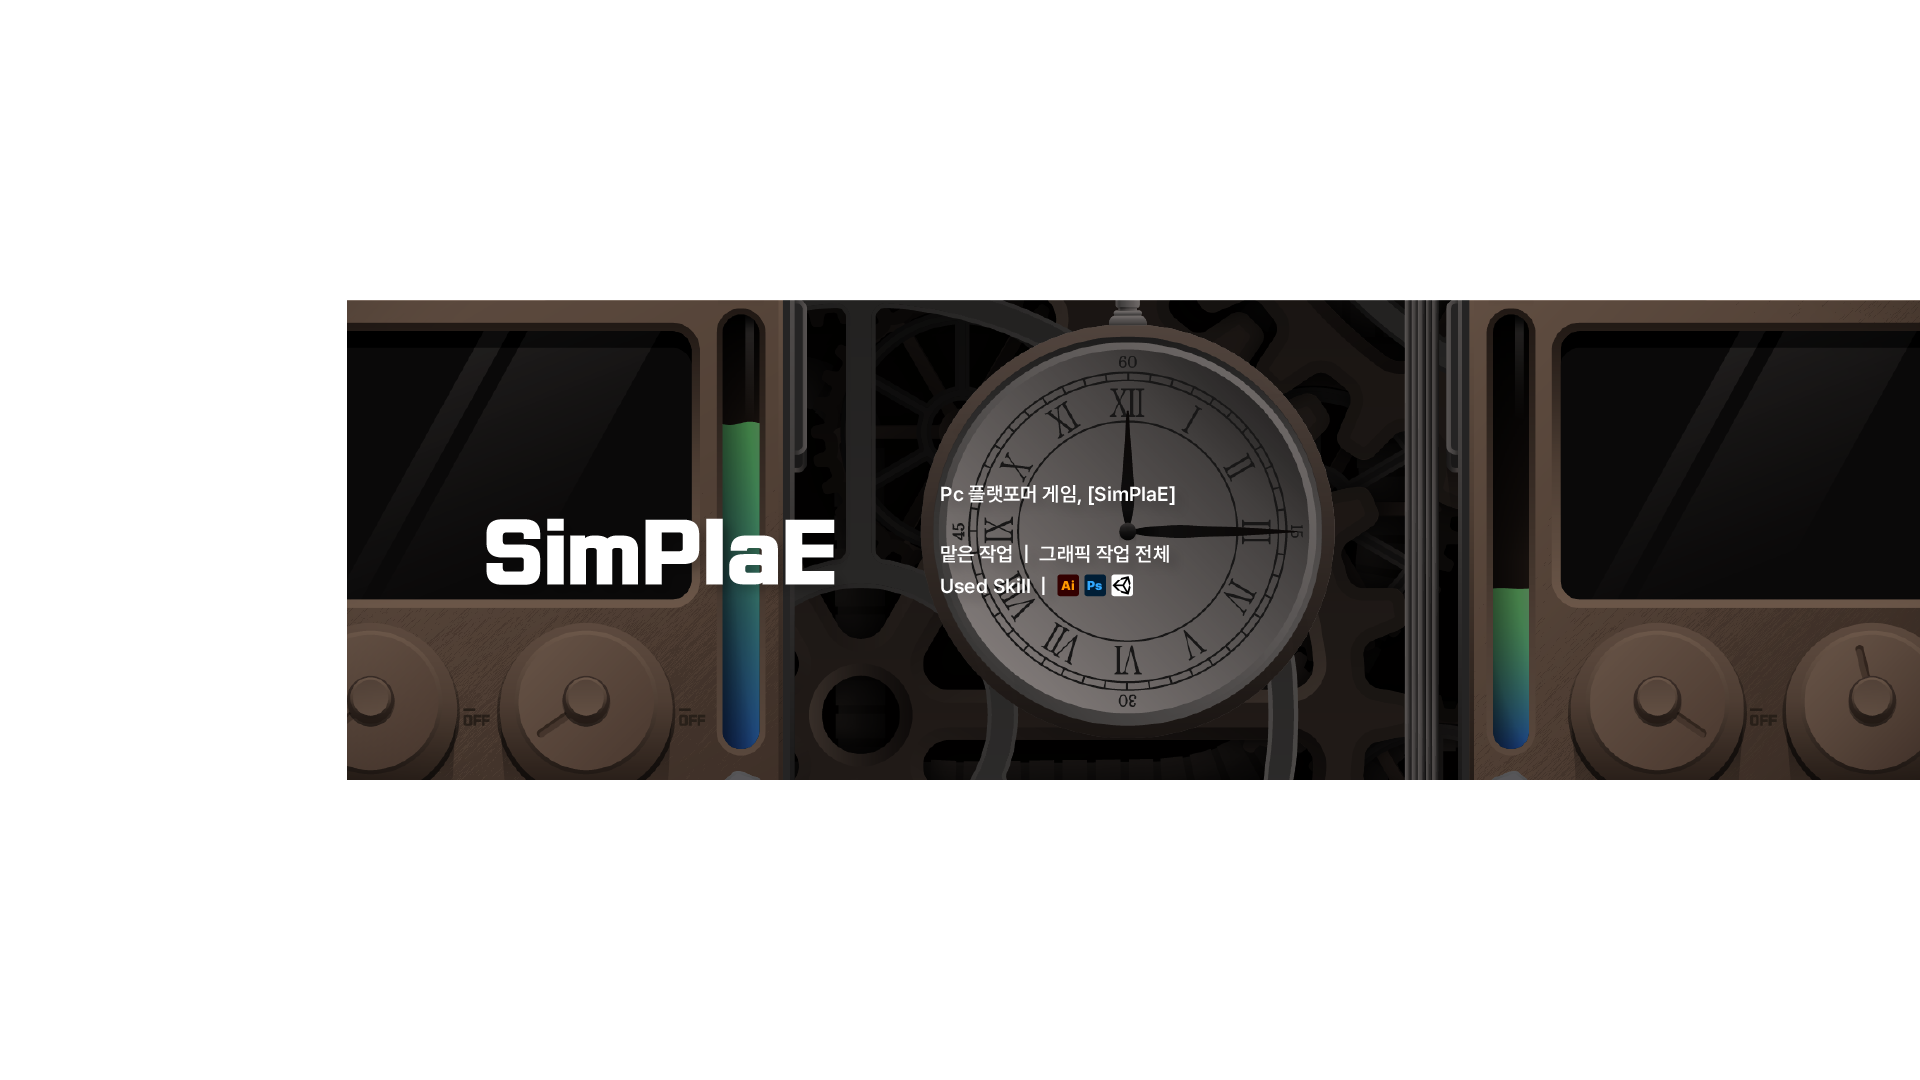 SimPlaE
Pc 플랫포머 게임, [SimPlaE]
맡은 작업 | 그래픽 작업 전체
Used Skill | Ai Ps
60
XII
I
II
III
15
IV
V
VI
30
VII
VIII
IX
45
X
IX
OFF
OFF
OFF